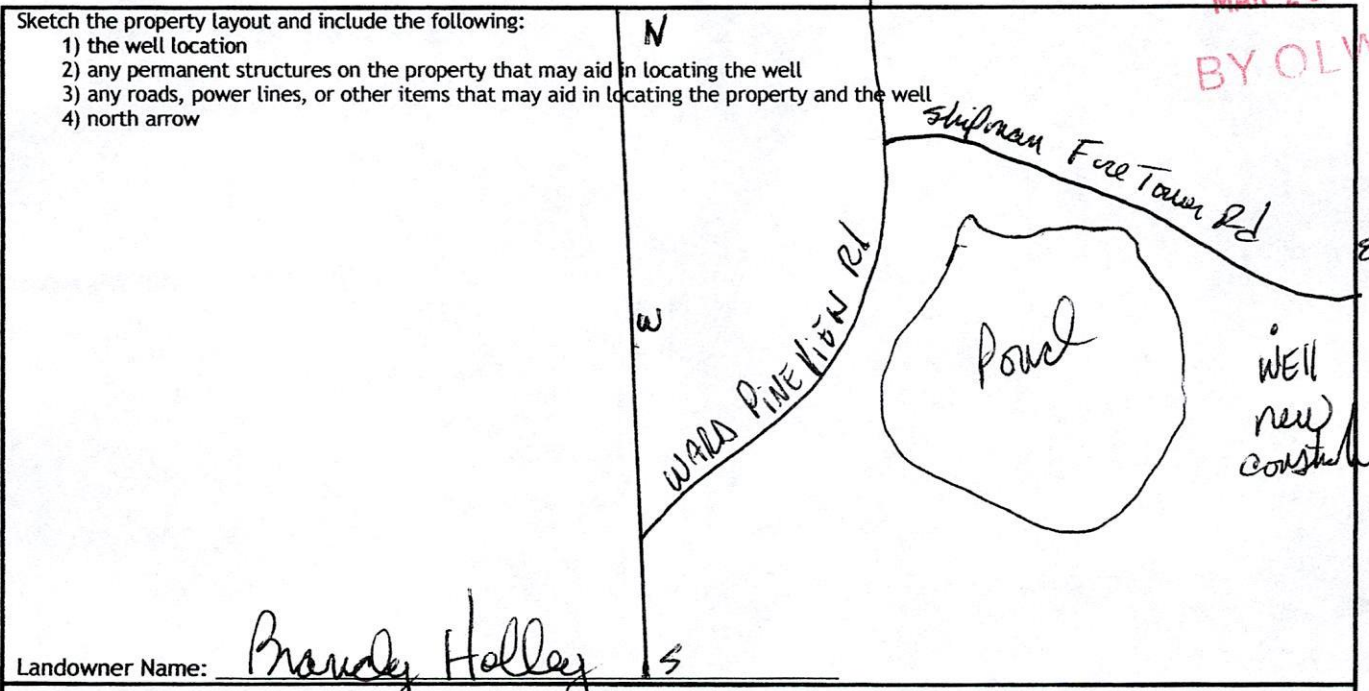 Sketch the property layout and include the following:
1) the well location
2) any permanent structures on the property that may aid in locating the well
3) any roads, power lines, or other items that may aid in locating the property and the well
4) north arrow
BY OLW
N
Shipman Fire Tower Rd
E
W
WARD PINEVIEW Rd
Pond
WEll
new
Landowner Name: Brandy Holley
S